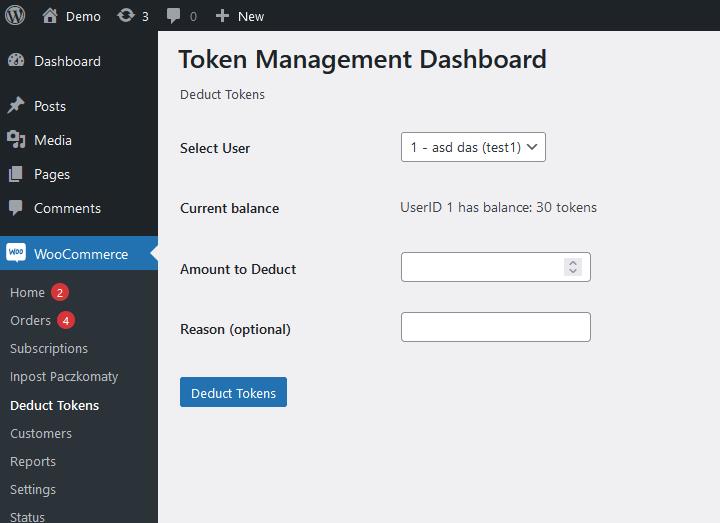 Demo 3 0 New
Dashboard
Posts
Media
Pages
Comments
WOO WooCommerce
Home 2
Orders 4
Subscriptions
Inpost Paczkomaty
Deduct Tokens
Customers
Reports
Settings
Status
Token Management Dashboard
Deduct Tokens
Select User 1 - asd das (test1)
Current balance UserID 1 has balance: 30 tokens
Amount to Deduct
Reason (optional)
Deduct Tokens